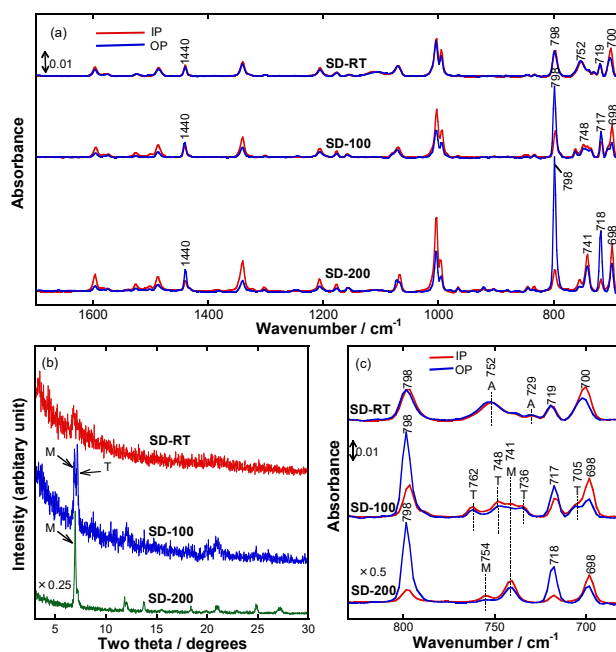 (a)
IP
OP
0.01
SD-RT
1440
798
752
719
700
SD-100
1440
798
748
717
698
SD-200
1440
798
741
718
698
Absorbance
1600
1400
1200
1000
800
Wavenumber / cm-1
(b)
SD-RT
M
T
SD-100
M
×0.25
SD-200
Intensity (arbitary unit)
5
10
15
20
25
30
Two theta / degrees
(c)
IP
OP
798
752
A
729
A
719
700
SD-RT
0.01
798
762
T
748
T
741
M
736
T
717
705
T
698
SD-100
798
×0.5
754
M
741
718
698
SD-200
Absorbance
800
750
700
Wavenumber / cm-1